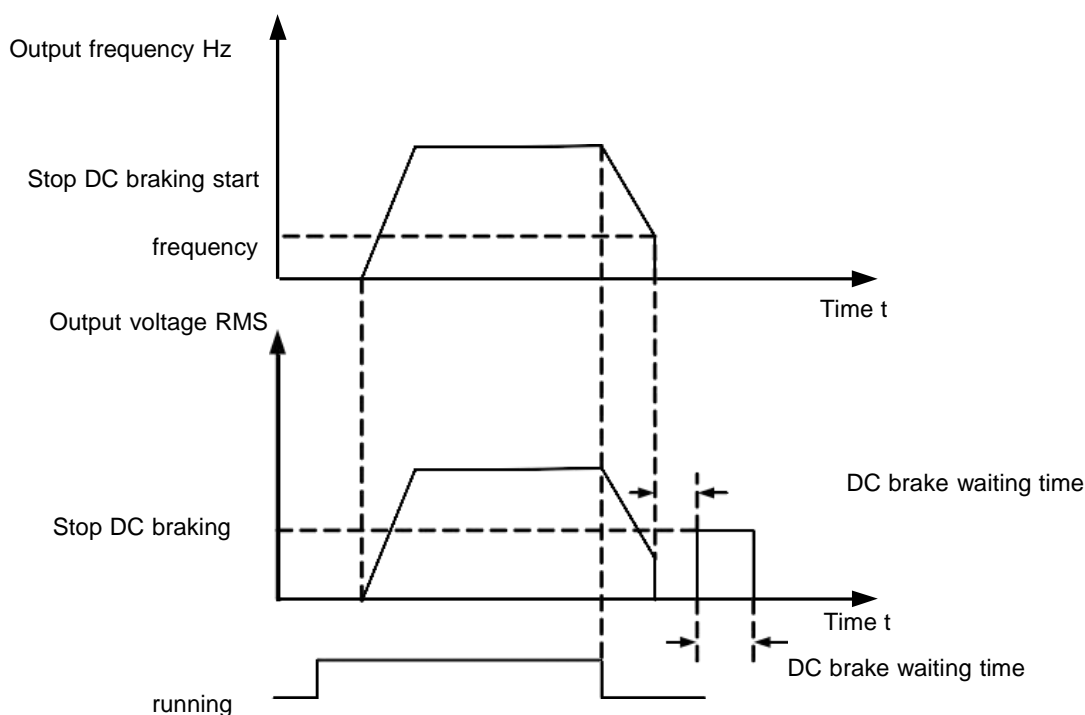 Output frequency Hz
Stop DC braking start
frequency
Time t
Output voltage RMS
DC brake waiting time
Stop DC braking
Time t
DC brake waiting time
running